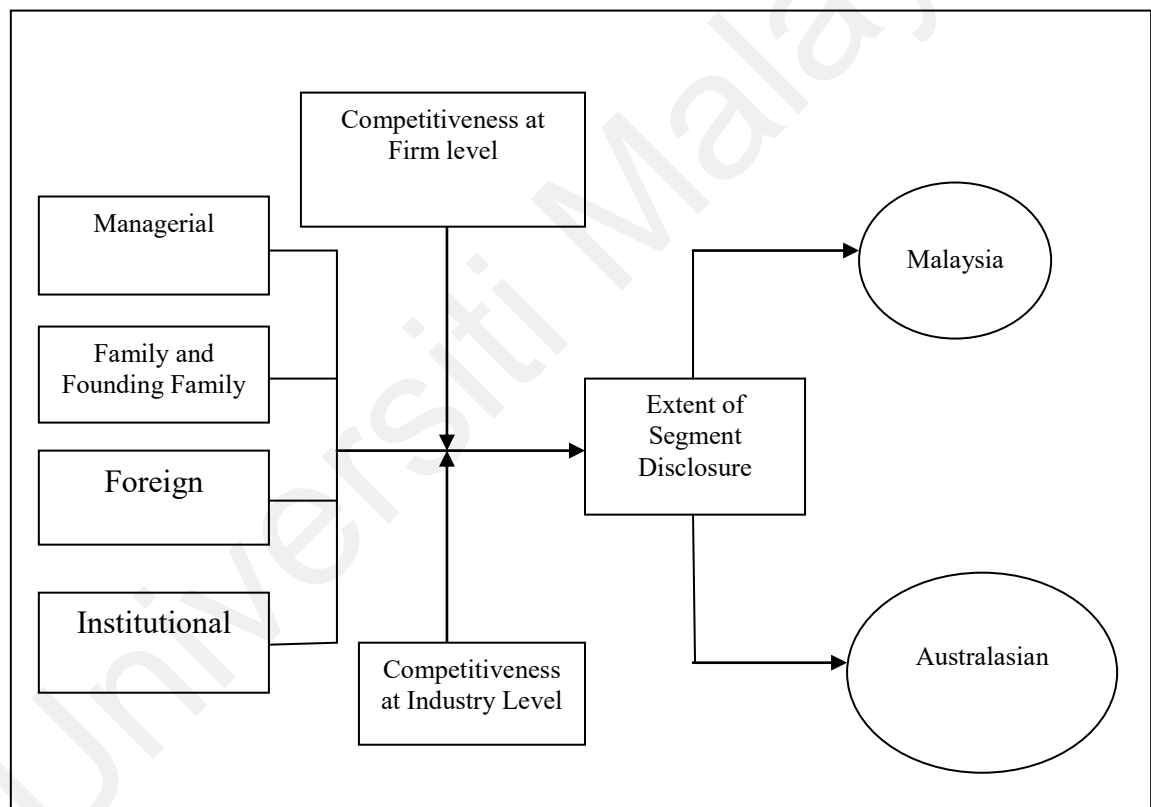 Competitiveness at
Firm level
Managerial
Family and
Founding Family
Foreign
Institutional
Competitiveness
at Industry Level
Extent of
Segment
Disclosure
Malaysia
Australasian
Universiti Malay